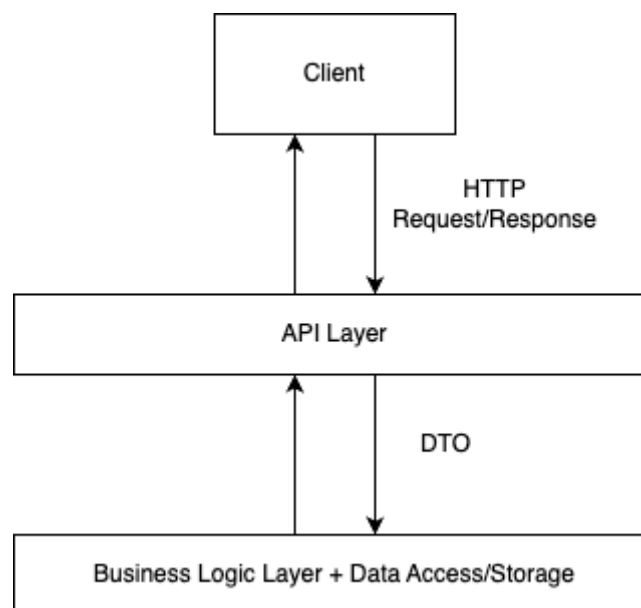 Client
HTTP
Request/Response
API Layer
DTO
Business Logic Layer + Data Access/Storage